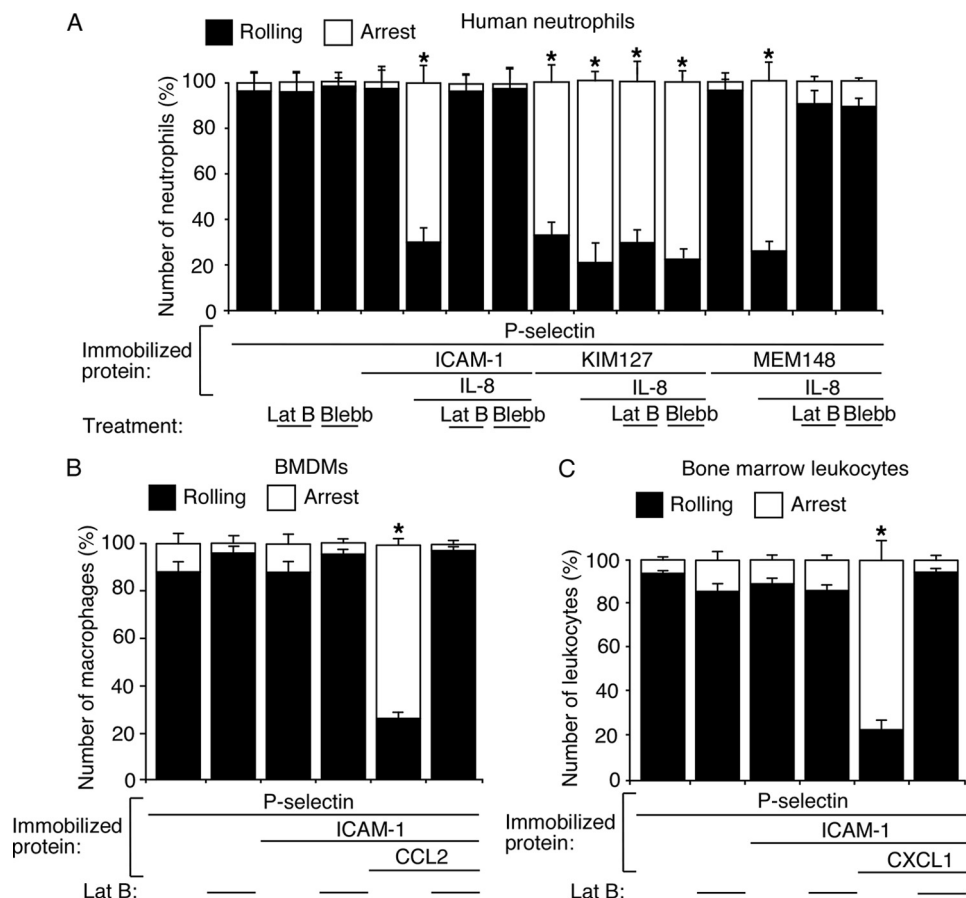 A
Human neutrophils
Rolling Arrest
* * * * * *
Number of neutrophils (%)
100
80
60
40
20
0
Immobilized protein:
P-selectin
ICAM-1 KIM127 MEM148
IL-8 IL-8 IL-8
Treatment:
Lat B Blebb Lat B Blebb Lat B Blebb Lat B Blebb
B
BMDMs
Rolling Arrest
*
Number of macrophages (%)
100
80
60
40
20
0
Immobilized protein:
P-selectin
ICAM-1
CCL2
Lat B:
C
Bone marrow leukocytes
Rolling Arrest
*
Number of leukocytes (%)
100
80
60
40
20
0
Immobilized protein:
P-selectin
ICAM-1
CXCL1
Lat B: